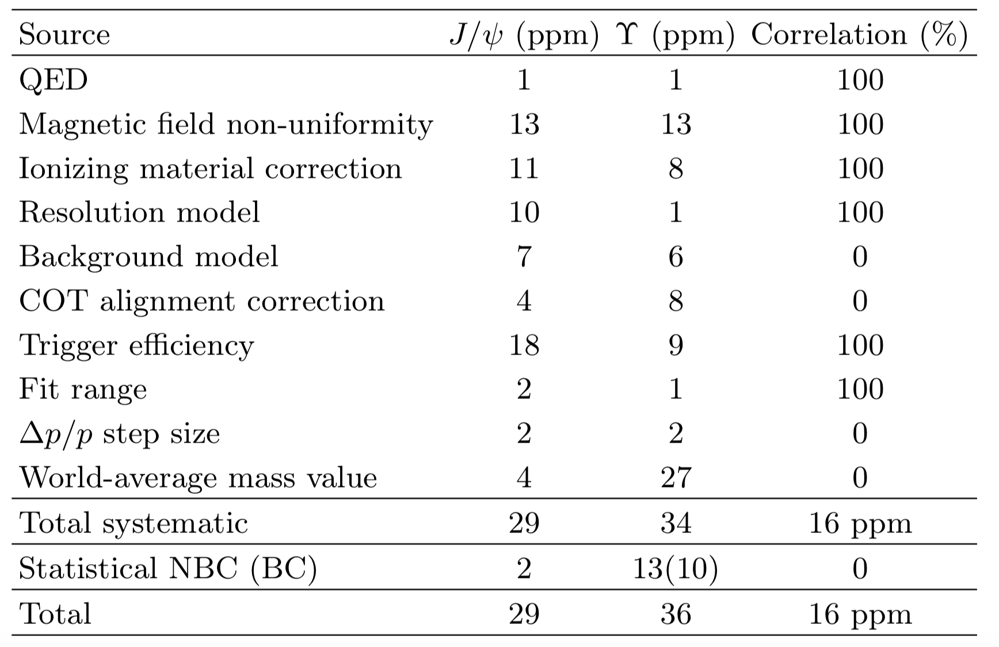 Source J/ψ (ppm) ϒ (ppm) Correlation (%)
QED 1 1 100
Magnetic field non-uniformity 13 13 100
Ionizing material correction 11 8 100
Resolution model 10 1 100
Background model 7 6 0
COT alignment correction 4 8 0
Trigger efficiency 18 9 100
Fit range 2 1 100
Δp/p step size 2 2 0
World-average mass value 4 27 0
Total systematic 29 34 16 ppm
Statistical NBC (BC) 2 13(10) 0
Total 29 36 16 ppm